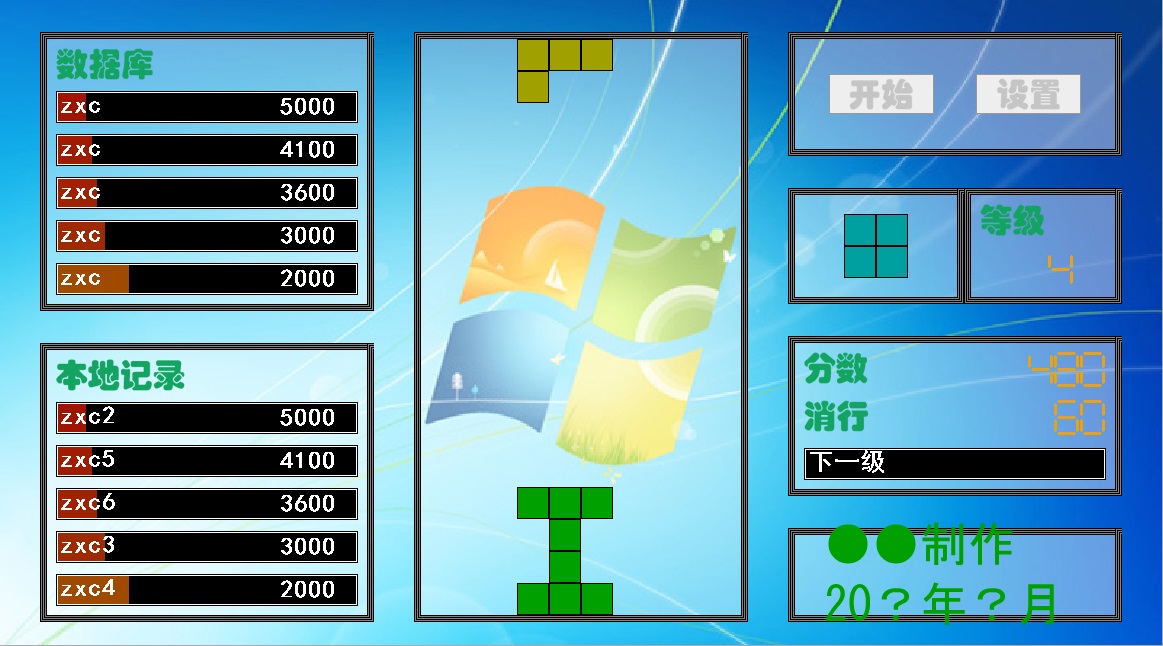 数据库
zxc 5000
zxc 4100
zxc 3600
zxc 3000
zxc 2000
本地记录
zxc2 5000
zxc5 4100
zxc6 3600
zxc3 3000
zxc4 2000
开始 设置
等级
4
分数 480
消行 60
下一级
●●制作
20？年？月